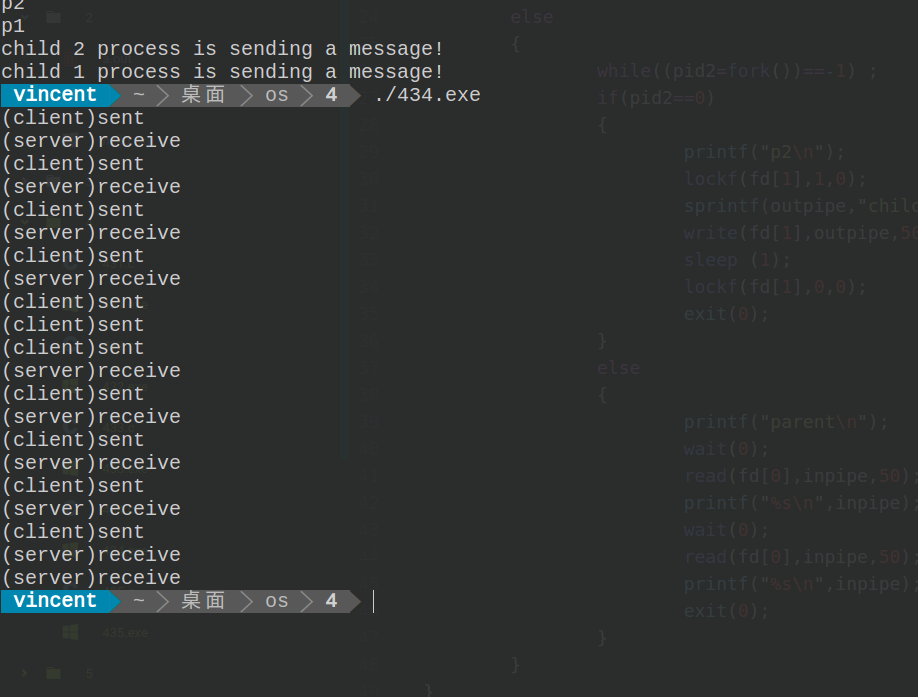 p2
p1
child 2 process is sending a message!
child 1 process is sending a message!
vincent ~ 桌面 os 4 ./434.exe
(client)sent
(server)receive
(client)sent
(server)receive
(client)sent
(server)receive
(client)sent
(server)receive
(client)sent
(client)sent
(client)sent
(server)receive
(client)sent
(server)receive
(client)sent
(server)receive
(client)sent
(server)receive
(client)sent
(server)receive
(server)receive
vincent ~ 桌面 os 4
435.exe
5
else
{
while((pid2=fork())==-1) ;
if(pid2==0)
{
printf("p2\n");
lockf(fd[1],1,0);
sprintf(outpipe,"child
write(fd[1],outpipe,50
sleep (1);
lockf(fd[1],0,0);
exit(0);
}
else
{
printf("parent\n");
wait(0);
read(fd[0],inpipe,50);
printf("%s\n",inpipe);
wait(0);
read(fd[0],inpipe,50);
printf("%s\n",inpipe);
exit(0);
}
}
}